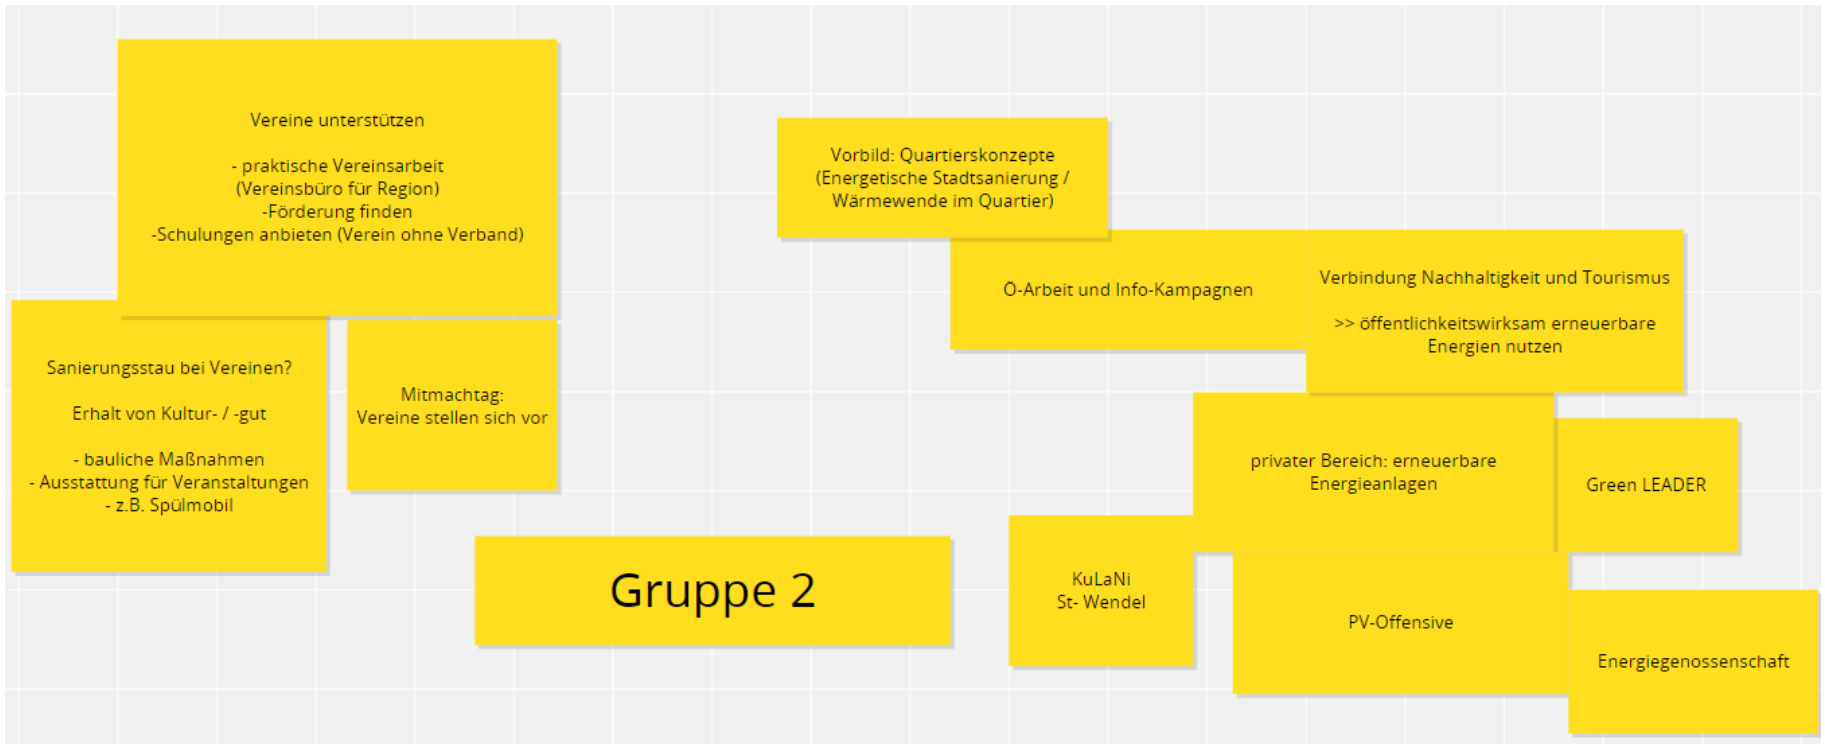 Vereine unterstützen
- praktische Vereinsarbeit
(Vereinsbüro für Region)
-Förderung finden
-Schulungen anbieten (Verein ohne Verband)
Sanierungsstau bei Vereinen?
Erhalt von Kultur- / -gut
- bauliche Maßnahmen
- Ausstattung für Veranstaltungen
- z.B. Spülmobil
Mitmachtag:
Vereine stellen sich vor
Gruppe 2
Vorbild: Quartierskonzepte
(Energetische Stadtsanierung /
Wärmewende im Quartier)
Ö-Arbeit und Info-Kampagnen
Verbindung Nachhaltigkeit und Tourismus
>> öffentlichkeitswirksam erneuerbare
Energien nutzen
privater Bereich: erneuerbare
Energieanlagen
Green LEADER
KuLaNi
St- Wendel
PV-Offensive
Energiegenossenschaft